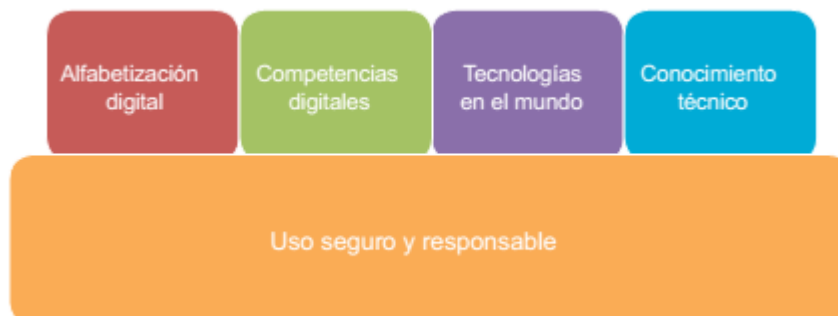 Alfabetización
digital
Competencias
digitales
Tecnologías
en el mundo
Conocimiento
técnico
Uso seguro y responsable